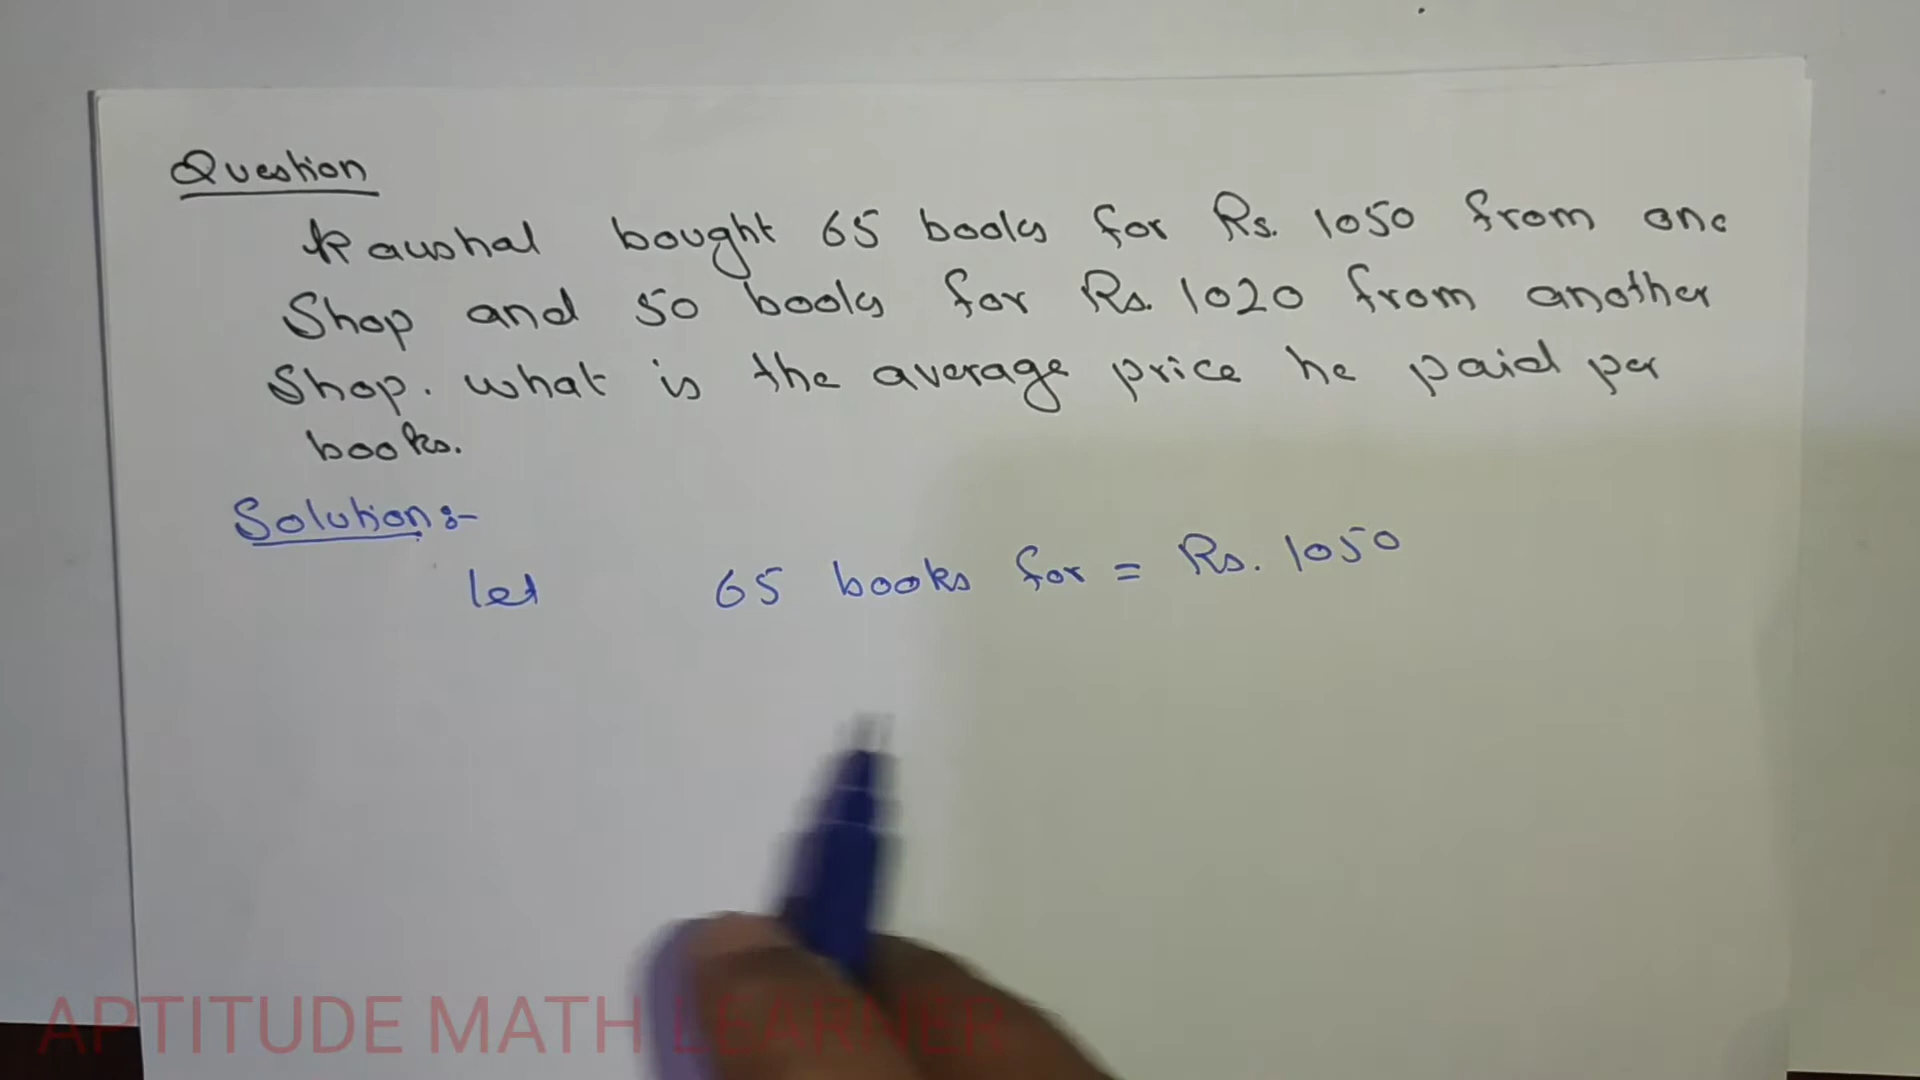 Question
Kaushal bought 65 books for Rs. 1050 from one
Shop and 50 books for Rs. 1020 from another
Shop. what is the average price he paid per
books.
Solution:-
let 65 books for = Rs. 1050
APTITUDE MATH LEARNER